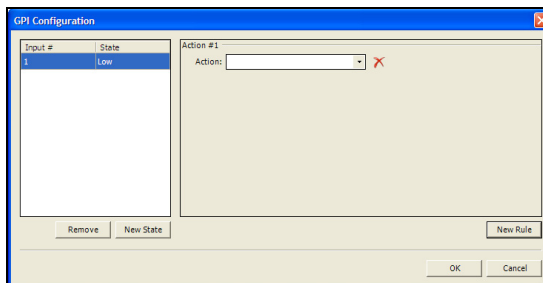 GPI Configuration
Input # State
1 Low
Action #1
Action:
Remove New State
New Rule
OK Cancel